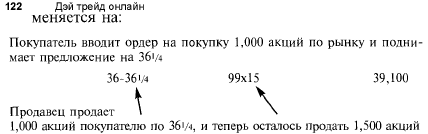 122 Дэй трейд онлайн
меняется на:
Покупатель вводит ордер на покупку 1,000 акций по рынку и подни-
мает предложение на 36 1/4
36-36 1/4 99x15 39,100
Продавец продает
1,000 акций покупателю по 36 1/4, и теперь осталось продать 1,500 акций